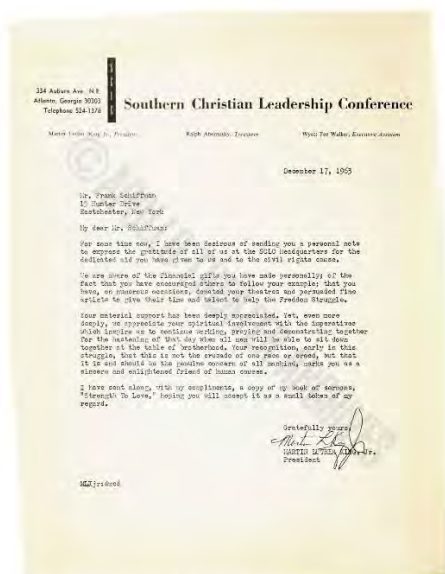 334 Auburn Ave., N.E.
Atlanta, Georgia 30303
Telephone 524-1378
Southern Christian Leadership Conference
Martin Luther King Jr., President Ralph Abernathy, Treasurer Wyatt Tee Walker, Executive Assistant
December 17, 1963
Mr. Frank Schiffman
15 Hunter Drive
Eastchester, New York
My dear Mr. Schiffman:
For some time now, I have been desirous of sending you a personal note
to express the gratitude of all of us at the SCLC Headquarters for the
dedicated aid you have given to us and to the civil rights cause.
We are aware of the financial gifts you have made personally; of the
fact that you have encouraged others to follow your example; that you
have, on numerous occasions, donated your theatres and persuaded fine
artists to give their time and talent to help the Freedom Struggle.
Your material support has been deeply appreciated. Yet, even more
deeply, we appreciate your spiritual involvement with the imperatives
which inspire us to continue working, praying and demonstrating together
for the hastening of that day when all men will be able to sit down
together at the table of brotherhood. Your recognition, early in this
struggle, that this is not the crusade of one race or creed, but that
it is and should be the genuine concern of all mankind, marks you as a
sincere and enlightened friend of human causes.
I have sent along, with my compliments, a copy of my book of sermons,
"Strength To Love," hoping you will accept it as a small token of my
regard.
Gratefully yours,
MARTIN LUTHER KING, Jr.
President